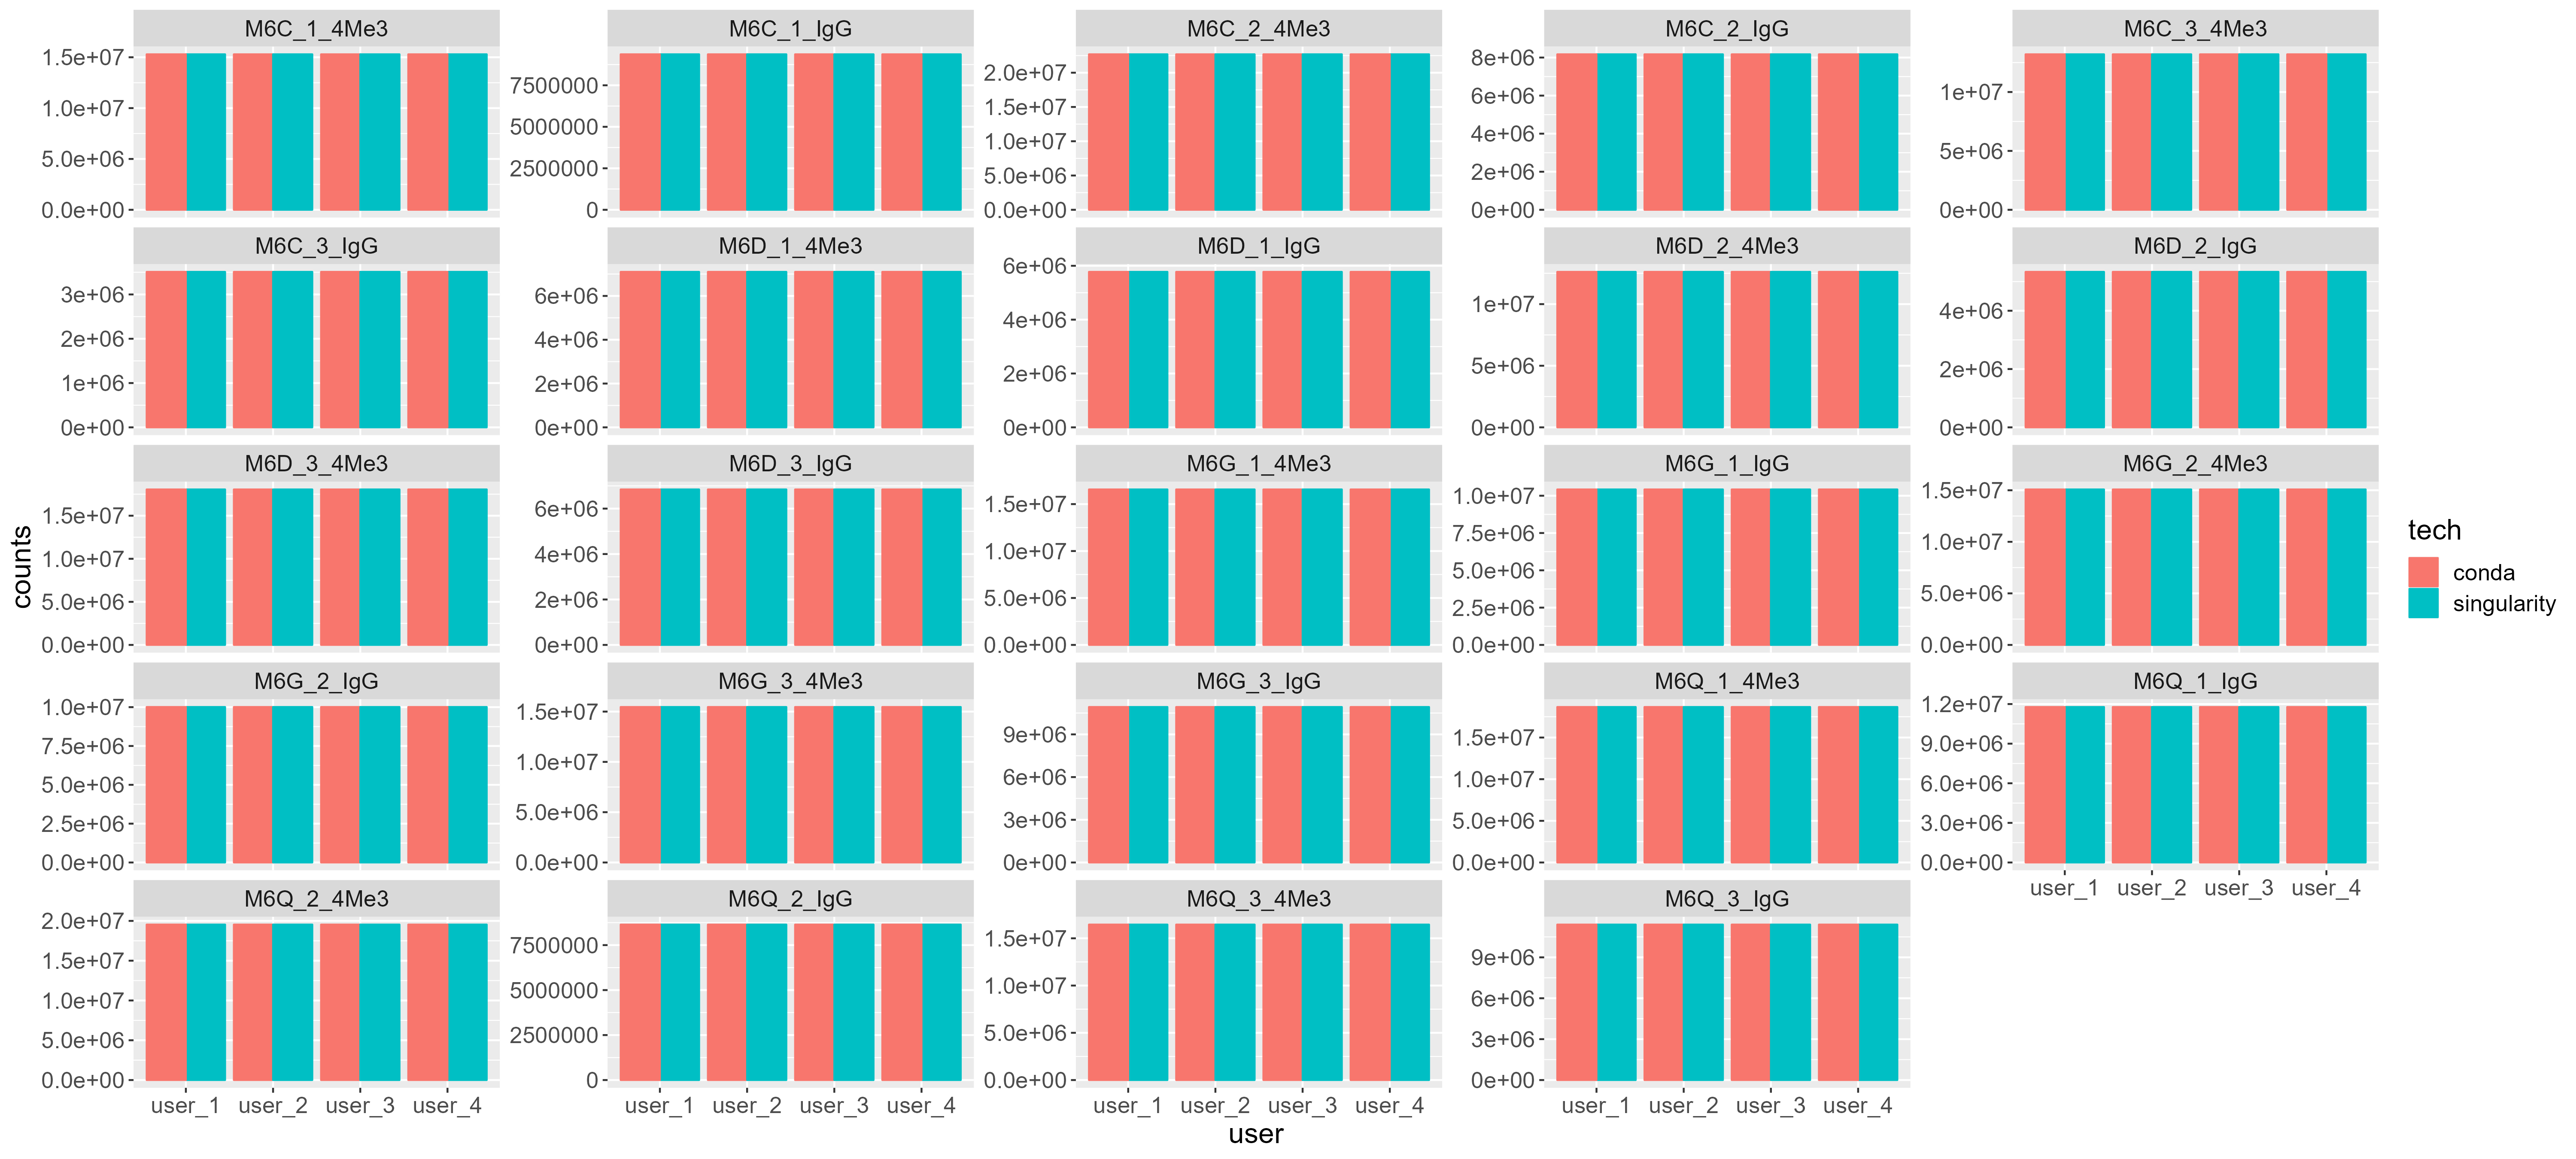 counts
M6C_1_4Me3
1.5e+07
1.0e+07
5.0e+06
0.0e+00
M6C_1_IgG
7500000
5000000
2500000
0
M6C_2_4Me3
2.0e+07
1.5e+07
1.0e+07
5.0e+06
0.0e+00
M6C_2_IgG
8e+06
6e+06
4e+06
2e+06
0e+00
M6C_3_4Me3
1e+07
5e+06
0e+00
M6C_3_IgG
3e+06
2e+06
1e+06
0e+00
M6D_1_4Me3
6e+06
4e+06
2e+06
0e+00
M6D_1_IgG
6e+06
4e+06
2e+06
0e+00
M6D_2_4Me3
1e+07
5e+06
0e+00
M6D_2_IgG
4e+06
2e+06
0e+00
M6D_3_4Me3
1.5e+07
1.0e+07
5.0e+06
0.0e+00
M6D_3_IgG
6e+06
4e+06
2e+06
0e+00
M6G_1_4Me3
1.5e+07
1.0e+07
5.0e+06
0.0e+00
M6G_1_IgG
1.0e+07
7.5e+06
5.0e+06
2.5e+06
0.0e+00
M6G_2_4Me3
1.5e+07
1.0e+07
5.0e+06
0.0e+00
M6G_2_IgG
1.0e+07
7.5e+06
5.0e+06
2.5e+06
0.0e+00
M6G_3_4Me3
1.5e+07
1.0e+07
5.0e+06
0.0e+00
M6G_3_IgG
9e+06
6e+06
3e+06
0e+00
M6Q_1_4Me3
1.5e+07
1.0e+07
5.0e+06
0.0e+00
M6Q_1_IgG
1.2e+07
9.0e+06
6.0e+06
3.0e+06
0.0e+00
user_1 user_2 user_3 user_4
M6Q_2_4Me3
2.0e+07
1.5e+07
1.0e+07
5.0e+06
0.0e+00
user_1 user_2 user_3 user_4
M6Q_2_IgG
7500000
5000000
2500000
0
user_1 user_2 user_3 user_4
M6Q_3_4Me3
1.5e+07
1.0e+07
5.0e+06
0.0e+00
user_1 user_2 user_3 user_4
M6Q_3_IgG
9e+06
6e+06
3e+06
0e+00
user_1 user_2 user_3 user_4
user
tech
conda
singularity